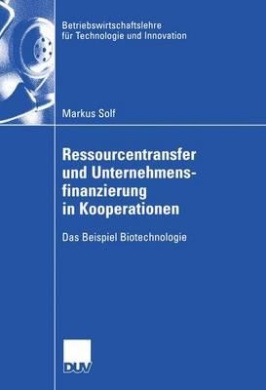 Betriebswirtschaftslehre
für Technologie und Innovation
Markus Solf
Ressourcentransfer
und Unternehmens-
finanzierung
in Kooperationen
Das Beispiel Biotechnologie
DUV